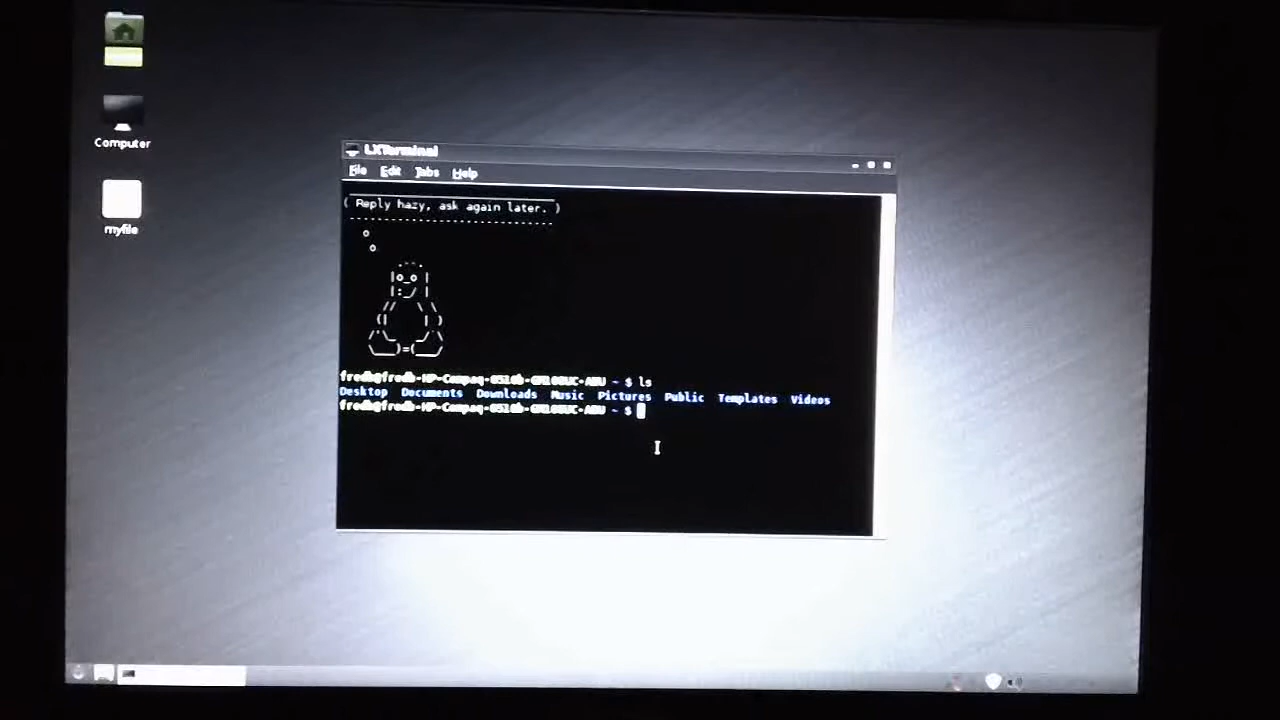 Computer
myfile
LXTerminal
File Edit Tabs Help
( Reply hazy, ask again later. )
~ $ ls
Desktop Documents Downloads Music Pictures Public Templates Videos
~ $